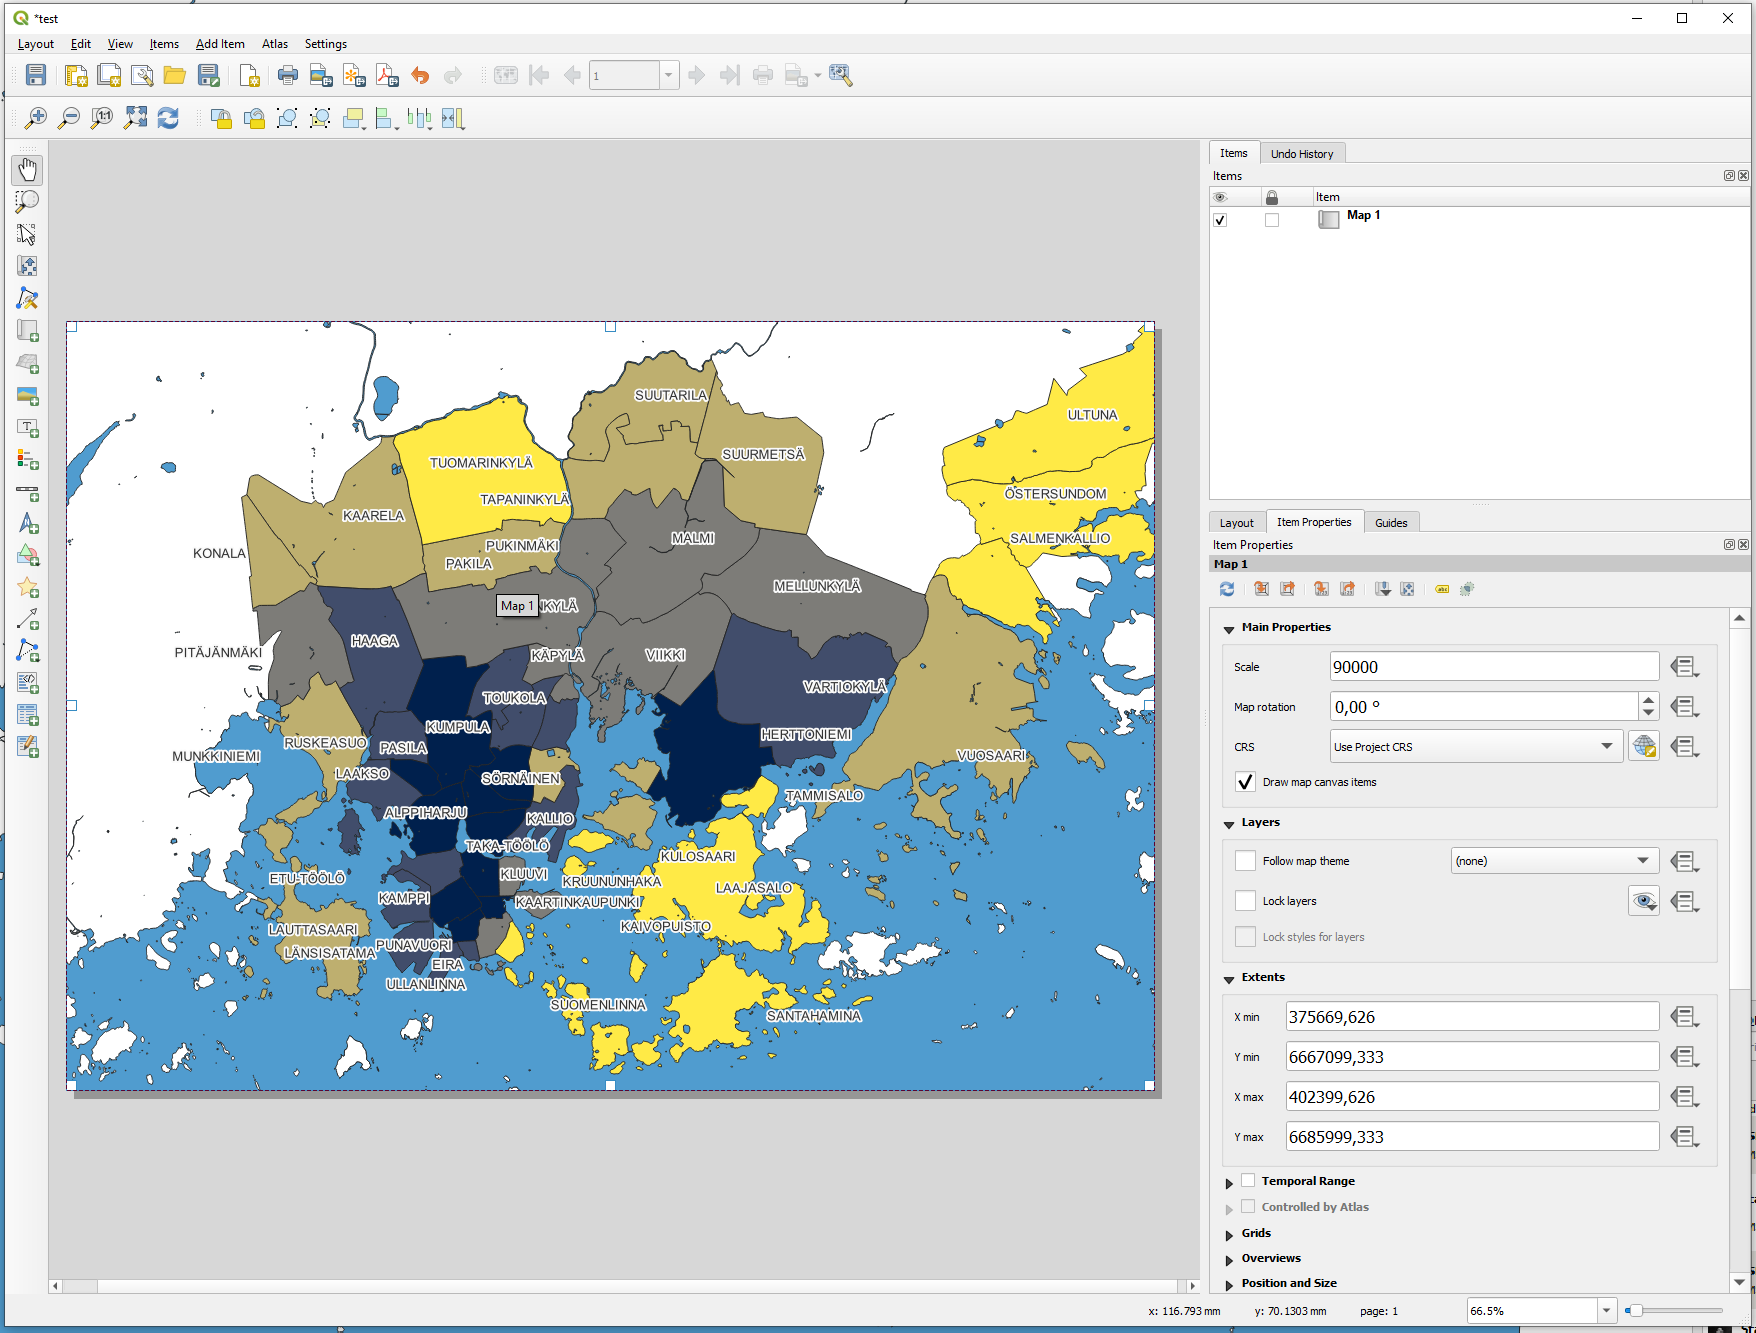 *test
Layout Edit View Items Add Item Atlas Settings
1
1:1
Items Undo History
Items
Item
Map 1
SUUTARILA
ULTUNA
SUURMETSÄ
TUOMARINKYLÄ
ÖSTERSUNDOM
TAPANINKYLÄ
KAARELA
MALMI
SALMENKALLIO
PUKINMÄKI
KONALA
PAKILA
MELLUNKYLÄ
Map 1
NKYLÄ
HAAGA
PITÄJÄNMÄKI
KÄPYLÄ
VIIKKI
VARTIOKYLÄ
TOUKOLA
KUMPULA
HERTTONIEMI
RUSKEASUO
PASILA
MUNKKINIEMI
VUOSAARI
LAAKSO
SÖRNÄINEN
TAMMISALO
ALPPIHARJU
KALLIO
TAKA-TÖÖLÖ
KULOSAARI
KLUUVI
ETU-TÖÖLÖ
KRUUNUNHAKA
LAAJASALO
KAMPPI
KAARTINKAUPUNKI
KAIVOPUISTO
LAUTTASAARI
PUNAVUORI
LÄNSISATAMA
EIRA
ULLANLINNA
SUOMENLINNA
SANTAHAMINA
Layout Item Properties Guides
Item Properties
Map 1
abc
Main Properties
Scale 90000
Map rotation 0,00 °
CRS Use Project CRS
Draw map canvas items
Layers
Follow map theme (none)
Lock layers
Lock styles for layers
Extents
X min 375669,626
Y min 6667099,333
X max 402399,626
Y max 6685999,333
Temporal Range
Controlled by Atlas
Grids
Overviews
Position and Size
x: 116.793 mm y: 70.1303 mm page: 1 66.5%